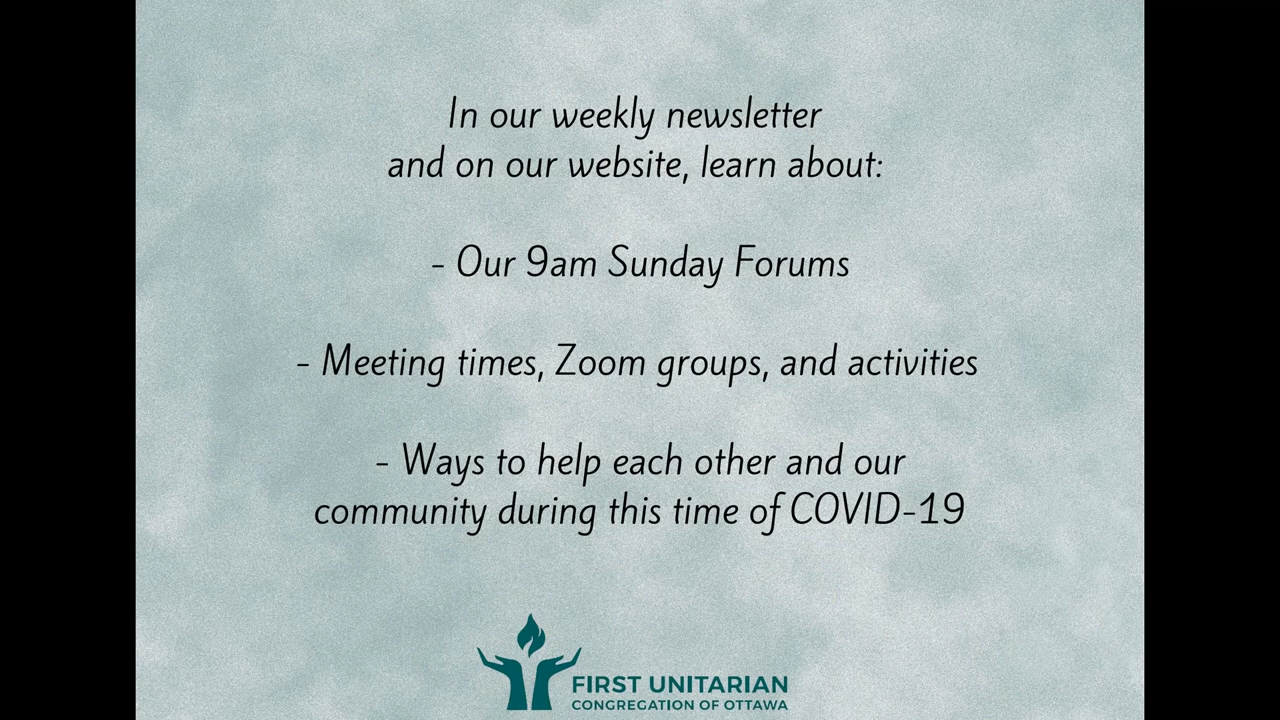 In our weekly newsletter
and on our website, learn about:
- Our 9am Sunday Forums
- Meeting times, Zoom groups, and activities
- Ways to help each other and our
community during this time of COVID-19
FIRST UNITARIAN
CONGREGATION OF OTTAWA